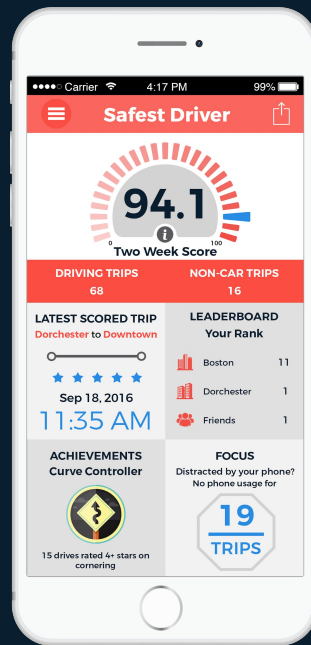 Carrier 4:17 PM 99%
Safest Driver
94.1
0 100
Two Week Score
DRIVING TRIPS
68
NON-CAR TRIPS
16
LATEST SCORED TRIP
Dorchester to Downtown
Sep 18, 2016
11:35 AM
LEADERBOARD
Your Rank
Boston 11
Dorchester 1
Friends 1
ACHIEVEMENTS
Curve Controller
15 drives rated 4+ stars on
cornering
FOCUS
Distracted by your phone?
No phone usage for
19
TRIPS